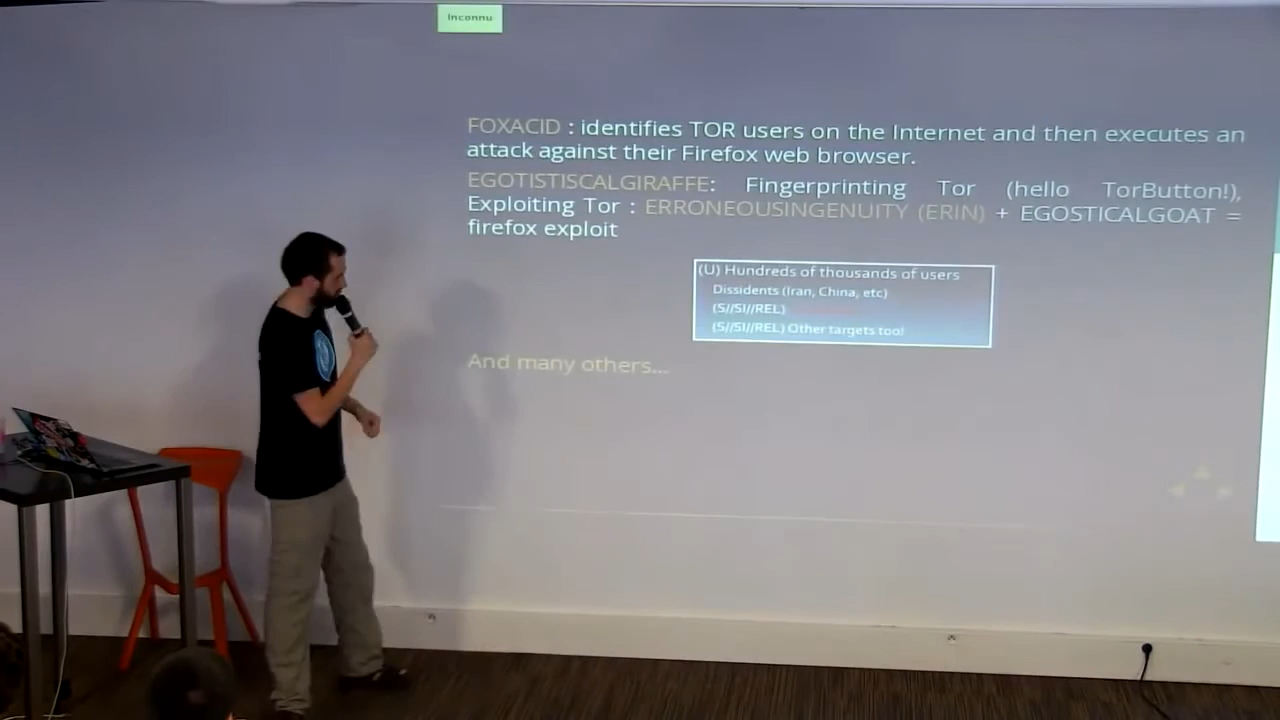 Inconnu
FOXACID : identifies TOR users on the Internet and then executes an
attack against their Firefox web browser.
EGOTISTISCALGIRAFFE: Fingerprinting Tor (hello TorButton!),
Exploiting Tor : ERRONEOUSINGENUITY (ERIN) + EGOSTICALGOAT =
firefox exploit
(U) Hundreds of thousands of users
Dissidents (Iran, China, etc)
(S//SI//REL)
(S//SI//REL) Other targets too!
And many others...